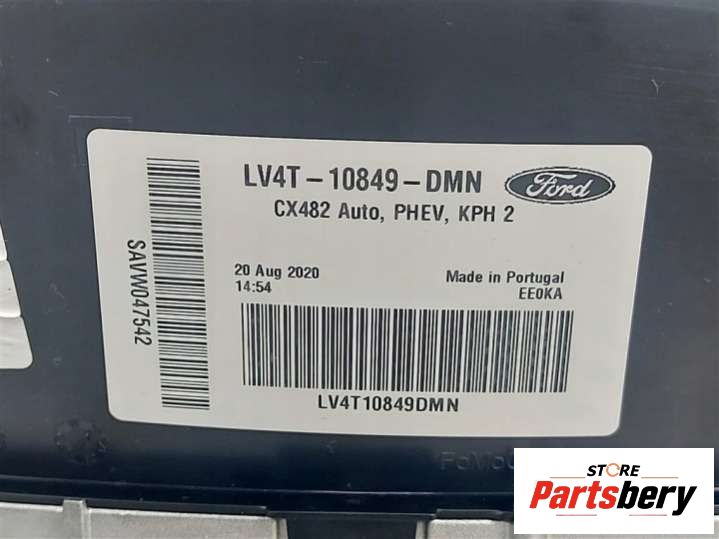 LV4T-10849-DMN
Ford
CX482 Auto, PHEV, KPH 2
20 Aug 2020
14:54
Made in Portugal
EE0KA
SAVW047542
LV4T10849DMN
STORE
Partsbery